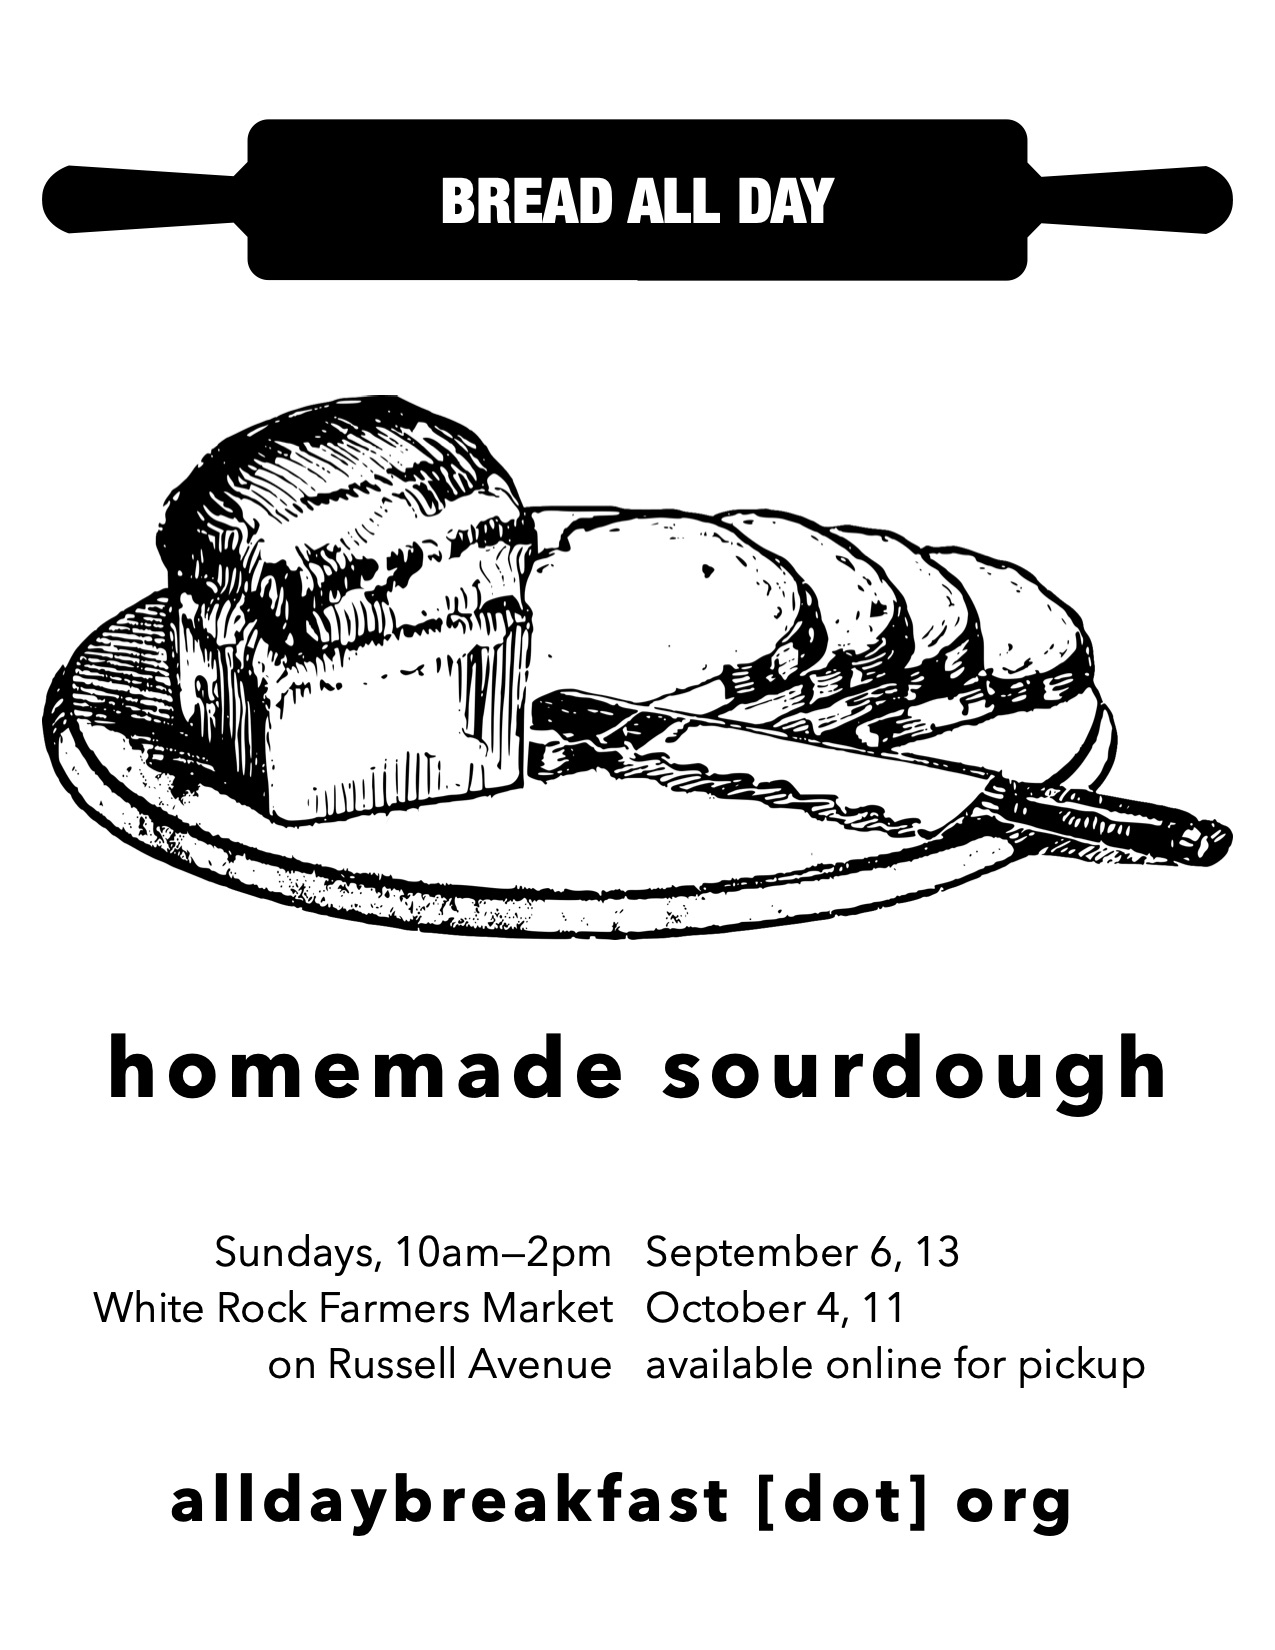 BREAD ALL DAY
homemade sourdough
Sundays, 10am–2pm
White Rock Farmers Market
on Russell Avenue
September 6, 13
October 4, 11
available online for pickup
alldaybreakfast [dot] org